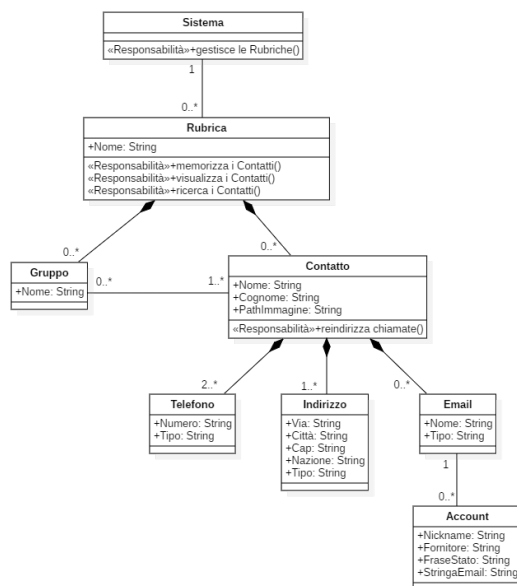 Sistema
«Responsabilità»+gestisce le Rubriche()
1
0..*
Rubrica
+Nome: String
«Responsabilità»+memorizza i Contatti()
«Responsabilità»+visualizza i Contatti()
«Responsabilità»+ricerca i Contatti()
0..*
0..*
Gruppo
+Nome: String
0..*
1..*
Contatto
+Nome: String
+Cognome: String
+PathImmagine: String
«Responsabilità»+reindirizza chiamate()
2..*
1..*
0..*
Telefono
+Numero: String
+Tipo: String
Indirizzo
+Via: String
+Città: String
+Cap: String
+Nazione: String
+Tipo: String
Email
+Nome: String
+Tipo: String
1
0..*
Account
+Nickname: String
+Fornitore: String
+FraseStato: String
+StringaEmail: String